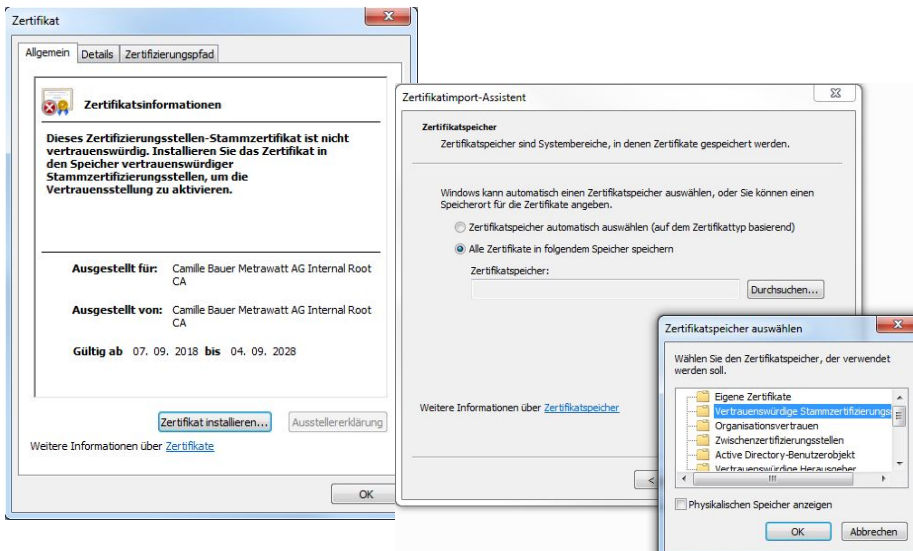 Zertifikat
Allgemein Details Zertifizierungspfad
Zertifikatsinformationen
Dieses Zertifizierungsstellen-Stammzertifikat ist nicht
vertrauenswürdig. Installieren Sie das Zertifikat in
den Speicher vertrauenswürdiger
Stammzertifizierungsstellen, um die
Vertrauensstellung zu aktivieren.
Ausgestellt für: Camille Bauer Metrawatt AG Internal Root
CA
Ausgestellt von: Camille Bauer Metrawatt AG Internal Root
CA
Gültig ab 07. 09. 2018 bis 04. 09. 2028
Zertifikat installieren... Ausstellererklärung
Weitere Informationen über Zertifikate
OK
Zertifikatimport-Assistent
Zertifikatspeicher
Zertifikatspeicher sind Systembereiche, in denen Zertifikate gespeichert werden.
Windows kann automatisch einen Zertifikatspeicher auswählen, oder Sie können einen
Speicherort für die Zertifikate angeben.
Zertifikatspeicher automatisch auswählen (auf dem Zertifikattyp basierend)
Alle Zertifikate in folgendem Speicher speichern
Zertifikatspeicher:
Durchsuchen...
Weitere Informationen über Zertifikatspeicher
<
Zertifikatspeicher auswählen
Wählen Sie den Zertifikatspeicher, der verwendet
werden soll.
Eigene Zertifikate
Vertrauenswürdige Stammzertifizierungs
Organisationsvertrauen
Zwischenzertifizierungsstellen
Active Directory-Benutzerobjekt
Vertrauenswürdige Herausgeber
Physikalischen Speicher anzeigen
OK Abbrechen